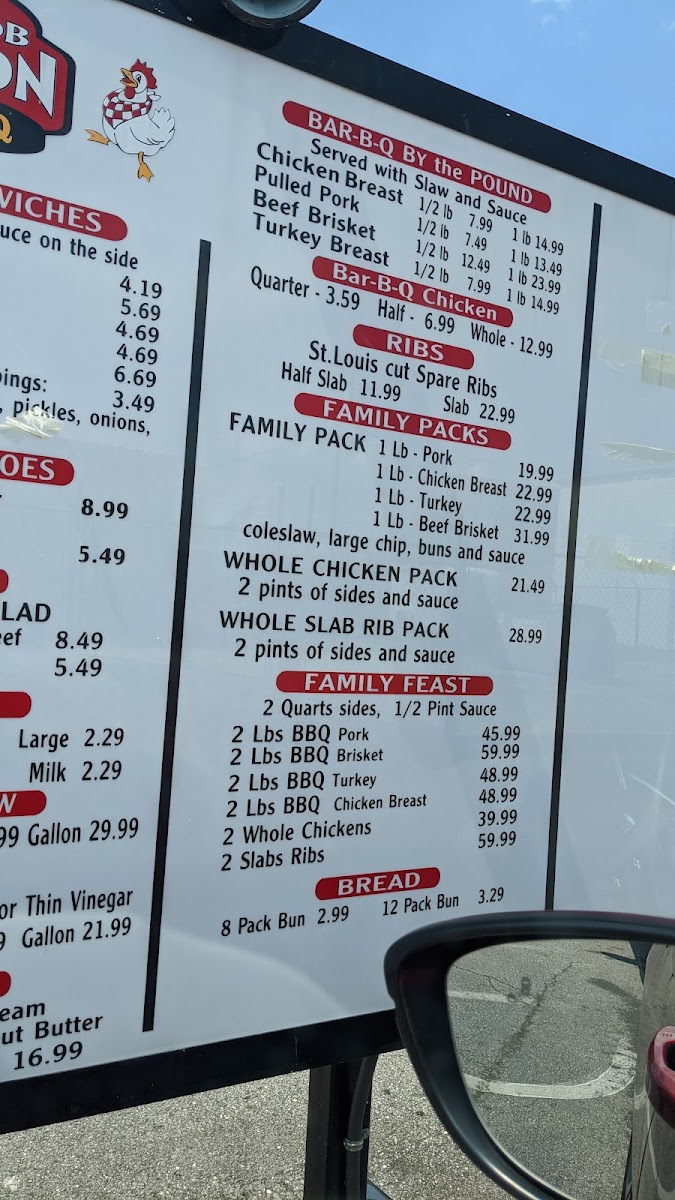 BAR-B-Q BY the POUND
Served with Slaw and Sauce
Chicken Breast 1/2 lb 7.99 1 lb 14.99
Pulled Pork 1/2 lb 7.49 1 lb 13.49
Beef Brisket 1/2 lb 12.49 1 lb 23.99
Turkey Breast 1/2 lb 7.99 1 lb 14.99
Bar-B-Q Chicken
Quarter - 3.59 Half - 6.99 Whole - 12.99
RIBS
St.Louis cut Spare Ribs
Half Slab 11.99 Slab 22.99
FAMILY PACKS
FAMILY PACK 1 Lb - Pork 19.99
1 Lb - Chicken Breast 22.99
1 Lb - Turkey 22.99
1 Lb - Beef Brisket 31.99
coleslaw, large chip, buns and sauce
WHOLE CHICKEN PACK 21.49
2 pints of sides and sauce
WHOLE SLAB RIB PACK 28.99
2 pints of sides and sauce
FAMILY FEAST
2 Quarts sides, 1/2 Pint Sauce
2 Lbs BBQ Pork 45.99
2 Lbs BBQ Brisket 59.99
2 Lbs BBQ Turkey 48.99
2 Lbs BBQ Chicken Breast 48.99
2 Whole Chickens 39.99
2 Slabs Ribs 59.99
BREAD
8 Pack Bun 2.99 12 Pack Bun 3.29
OB
ON
Q
WICHES
uce on the side
4.19
5.69
4.69
4.69
6.69
pings: 3.49
, pickles, onions,
OES
8.99
5.49
LAD
eef 8.49
5.49
Large 2.29
Milk 2.29
W
99 Gallon 29.99
or Thin Vinegar
9 Gallon 21.99
eam
ut Butter
16.99